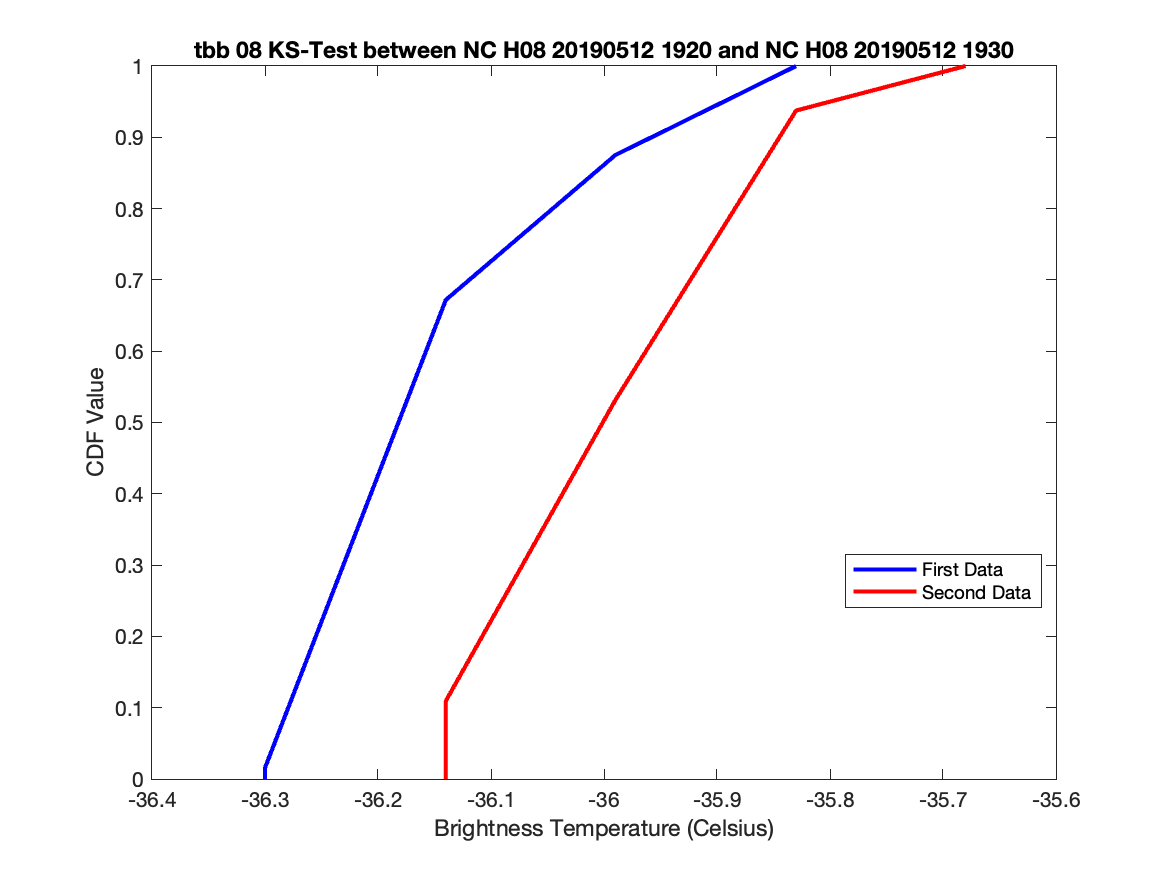 tbb 08 KS-Test between NC H08 20190512 1920 and NC H08 20190512 1930
1
0.9
0.8
0.7
0.6
0.5
0.4
0.3
0.2
0.1
0
CDF Value
First Data
Second Data
-36.4 -36.3 -36.2 -36.1 -36 -35.9 -35.8 -35.7 -35.6
Brightness Temperature (Celsius)